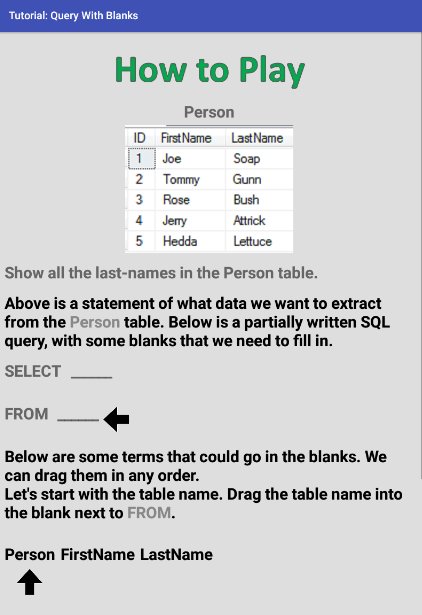 Tutorial: Query With Blanks
How to Play
Person
ID FirstName LastName
1 Joe Soap
2 Tommy Gunn
3 Rose Bush
4 Jerry Attrick
5 Hedda Lettuce
Show all the last-names in the Person table.
Above is a statement of what data we want to extract
from the Person table. Below is a partially written SQL
query, with some blanks that we need to fill in.
SELECT _____
FROM _____
Below are some terms that could go in the blanks. We
can drag them in any order.
Let's start with the table name. Drag the table name into
the blank next to FROM.
Person FirstName LastName